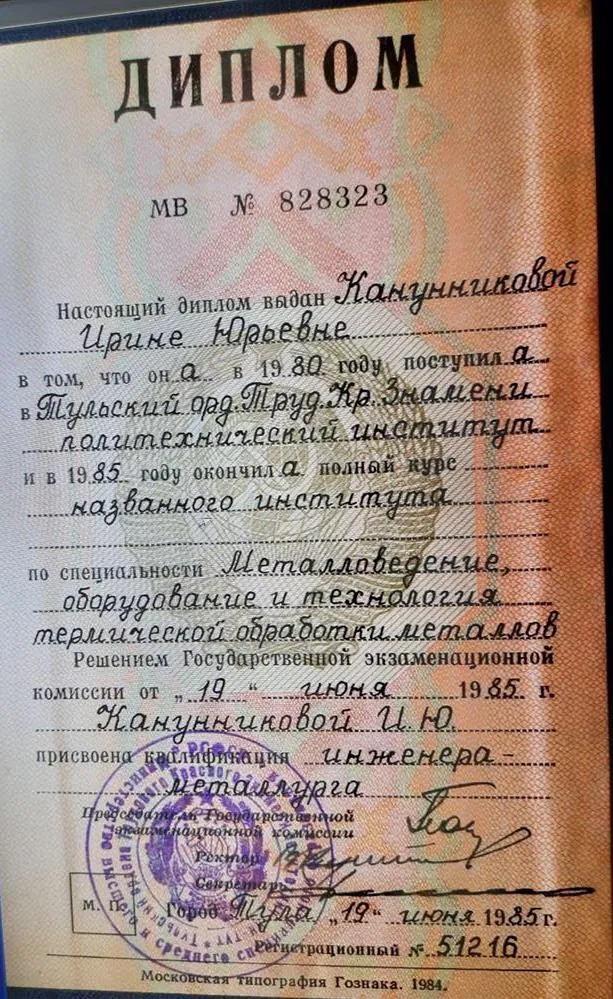 ДИПЛОМ
МВ № 828323
Настоящий диплом выдан Канунниковой
Ирине Юрьевне
в том, что он а в 1980 году поступил а
в Тульский орд. Труд. Кр. Знамени
политехнический институт
и в 1985 году окончил а полный курс
названного института
по специальности Металловедение,
оборудование и технология
термической обработки металлов
Решением Государственной экзаменационной
комиссии от „19“ июня 1985 г.
Канунниковой И. Ю.
присвоена квалификация инженера-
металлурга
Председатель Государственной
экзаменационной комиссии
Ректор
Секретарь
М. П. Город Тула „19“ июня 1985 г.
Регистрационный № 51216
Московская типография Гознака. 1984.